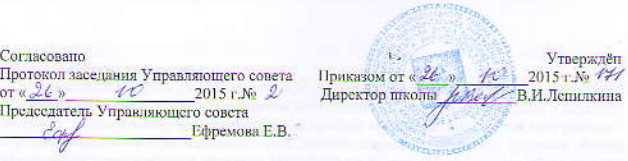 Согласовано
Протокол заседания Управляющего совета
от «26» 10 2015 г.№ 2
Председатель Управляющего совета
Ефремова Е.В.
Утверждён
Приказом от «26» 10 2015 г.№ 171
Директор школы В.И.Лепилкина